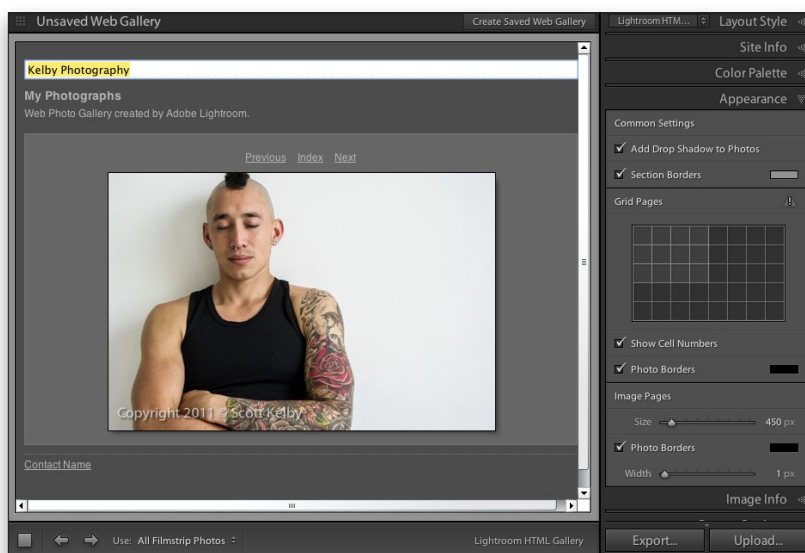 Unsaved Web Gallery
Create Saved Web Gallery
Kelby Photography
My Photographs
Web Photo Gallery created by Adobe Lightroom.
Previous Index Next
Copyright 2011 © Scott Kelby
Contact Name
Use: All Filmstrip Photos
Lightroom HTML Gallery
Lightroom HTM... Layout Style
Site Info
Color Palette
Appearance
Common Settings
Add Drop Shadow to Photos
Section Borders
Grid Pages
Show Cell Numbers
Photo Borders
Image Pages
Size 450 px
Photo Borders
Width 1 px
Image Info
Export... Upload...